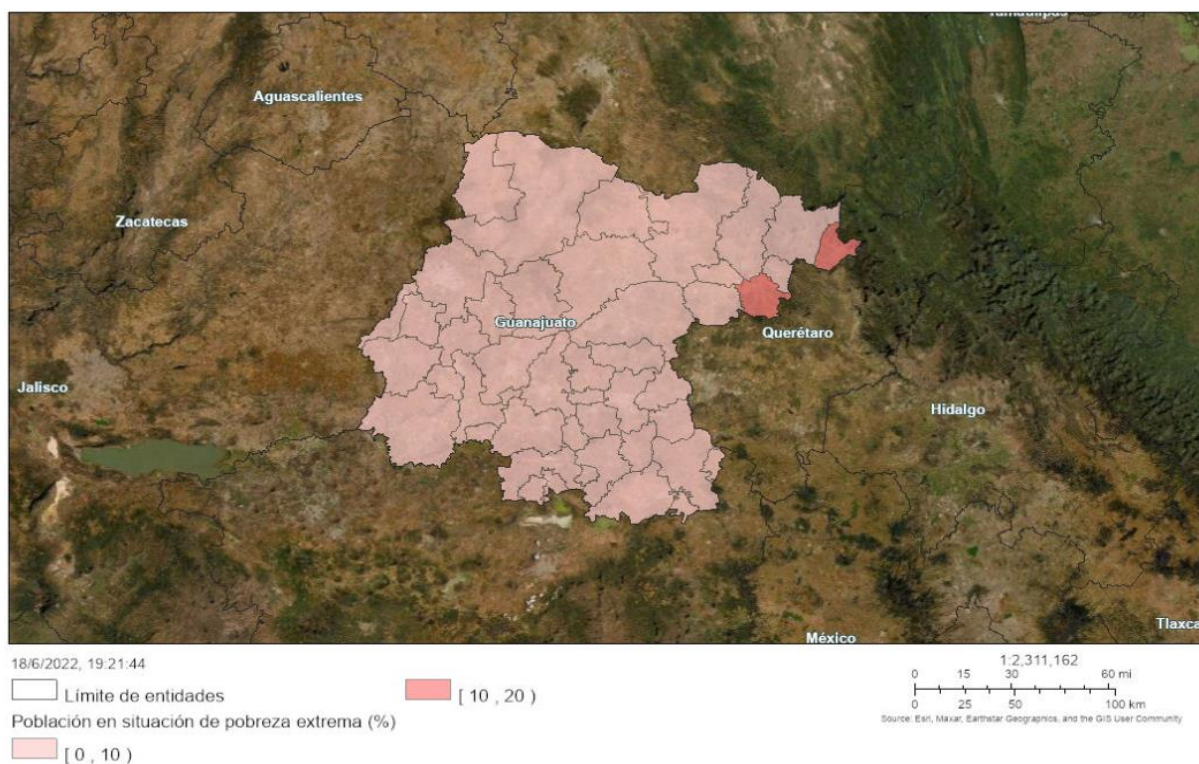 Tamaulipas
Aguascalientes
Zacatecas
Guanajuato
Querétaro
Jalisco
Hidalgo
México
Tlaxca
18/6/2022, 19:21:44
Límite de entidades
[ 10 , 20 )
Población en situación de pobreza extrema (%)
[ 0 , 10 )
1:2,311,162
0 15 30 60 mi
0 25 50 100 km
Source: Esri, Maxar, Earthstar Geographics, and the GIS User Community